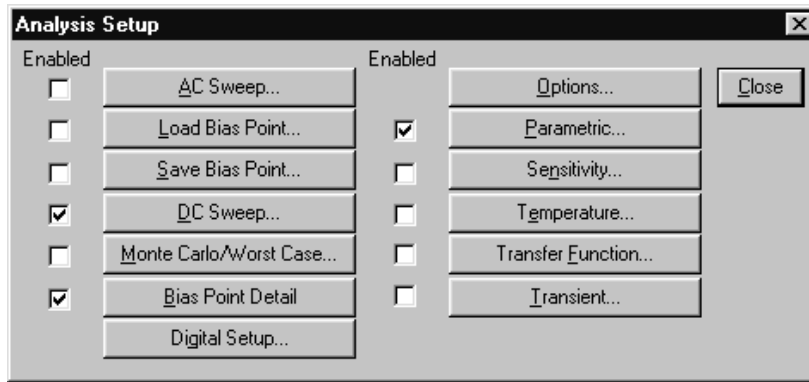 Analysis Setup
Enabled
AC Sweep...
Load Bias Point...
Save Bias Point...
DC Sweep...
Monte Carlo/Worst Case...
Bias Point Detail
Digital Setup...
Enabled
Options...
Parametric...
Sensitivity...
Temperature...
Transfer Function...
Transient...
Close